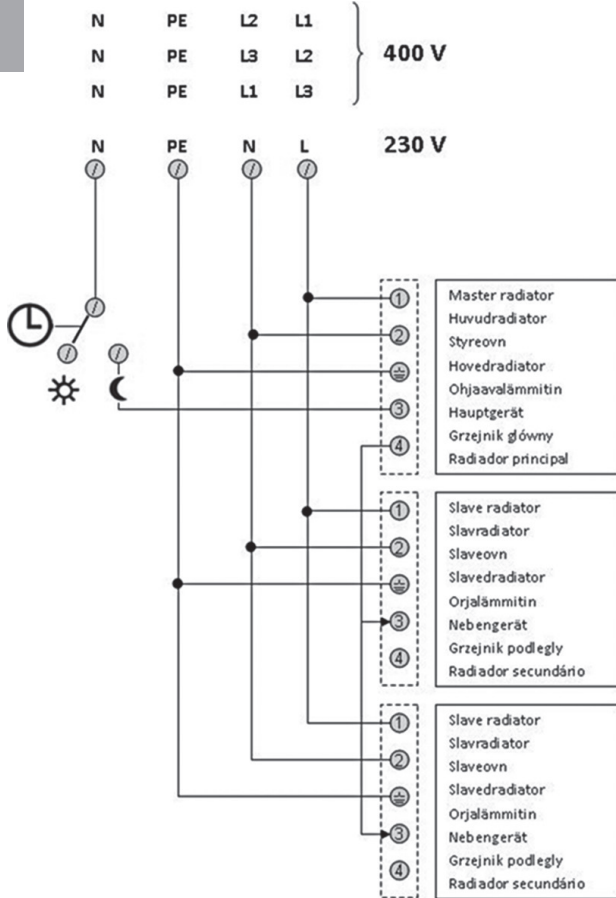 N PE L2 L1
N PE L3 L2
400 V
N PE L1 L3
N PE N L
230 V
1
2
3
4
Master radiator
Huvudradiator
Styreovn
Hovedradiator
Ohjaavalämmitin
Hauptgerät
Grzejnik główny
Radiador principal
1
2
3
4
Slave radiator
Slavradiator
Slaveovn
Slavedradiator
Orjalämmitin
Nebengerät
Grzejnik podlegly
Radiador secundário
1
2
3
4
Slave radiator
Slavradiator
Slaveovn
Slavedradiator
Orjalämmitin
Nebengerät
Grzejnik podlegly
Radiador secundário